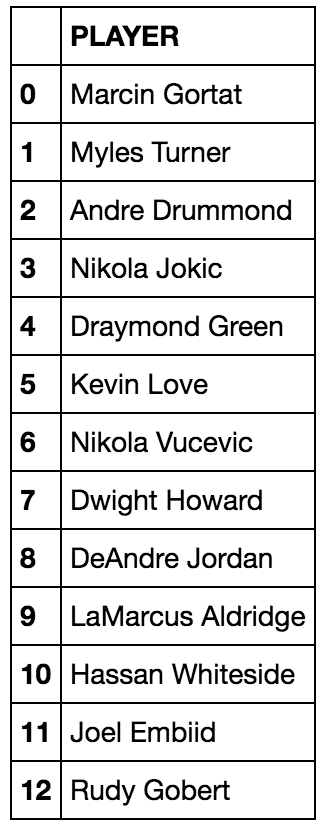 PLAYER
0 Marcin Gortat
1 Myles Turner
2 Andre Drummond
3 Nikola Jokic
4 Draymond Green
5 Kevin Love
6 Nikola Vucevic
7 Dwight Howard
8 DeAndre Jordan
9 LaMarcus Aldridge
10 Hassan Whiteside
11 Joel Embiid
12 Rudy Gobert